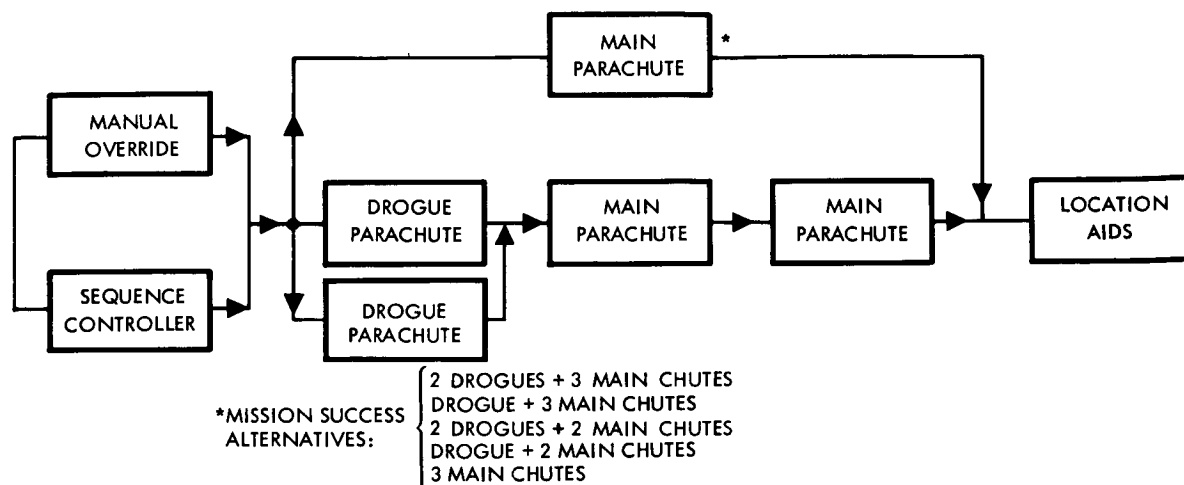 MAIN
PARACHUTE
*
MANUAL
OVERRIDE
DROGUE
PARACHUTE
MAIN
PARACHUTE
MAIN
PARACHUTE
LOCATION
AIDS
SEQUENCE
CONTROLLER
DROGUE
PARACHUTE
*MISSION SUCCESS
ALTERNATIVES:
2 DROGUES + 3 MAIN CHUTES
DROGUE + 3 MAIN CHUTES
2 DROGUES + 2 MAIN CHUTES
DROGUE + 2 MAIN CHUTES
3 MAIN CHUTES